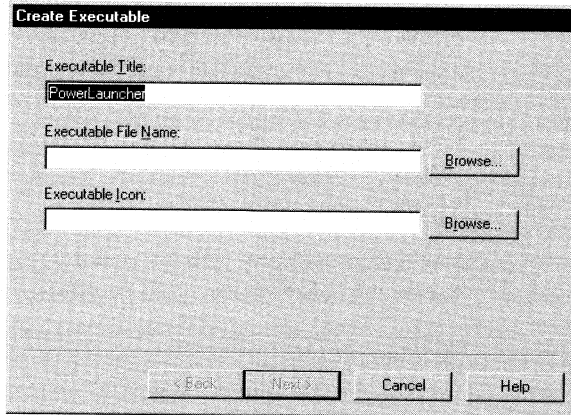 Create Executable
Executable Title:
PowerLauncher
Executable File Name:
Browse...
Executable Icon:
Browse...
< Back Next > Cancel Help